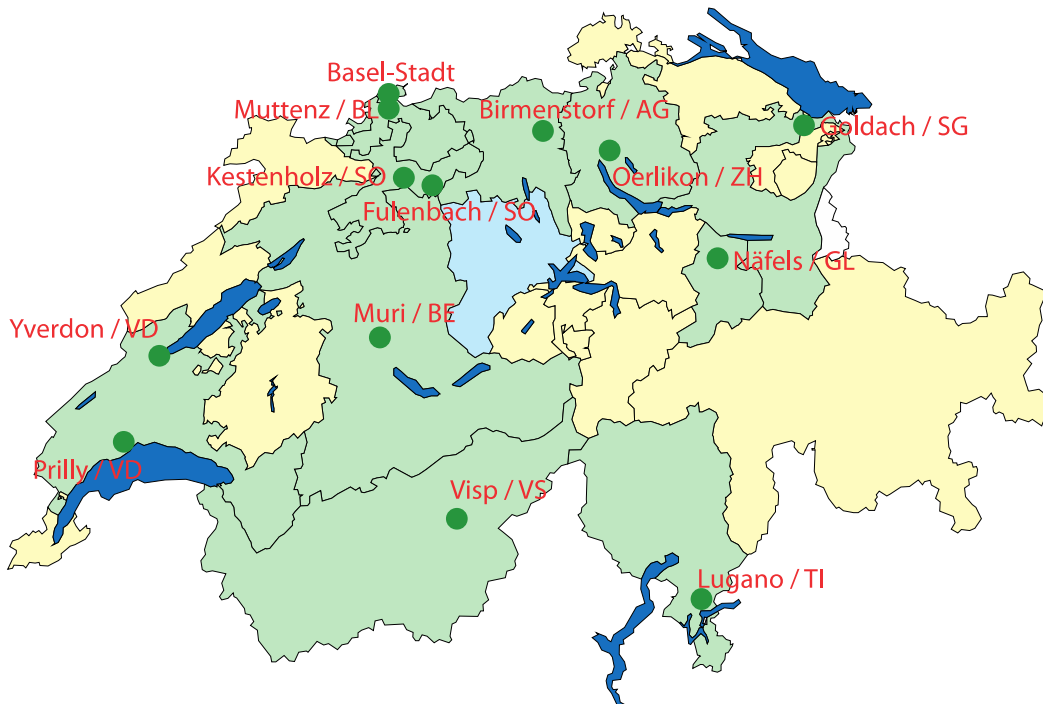 Basel-Stadt
Muttenz / BL
Birmenstorf / AG
Goldach / SG
Kestenholz / SO
Oerlikon / ZH
Fulenbach / SO
Näfels / GL
Muri / BE
Yverdon / VD
Prilly / VD
Visp / VS
Lugano / TI